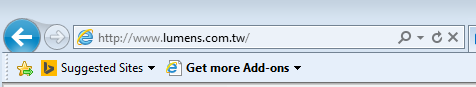 http://www.lumens.com.tw/
Suggested Sites Get more Add-ons